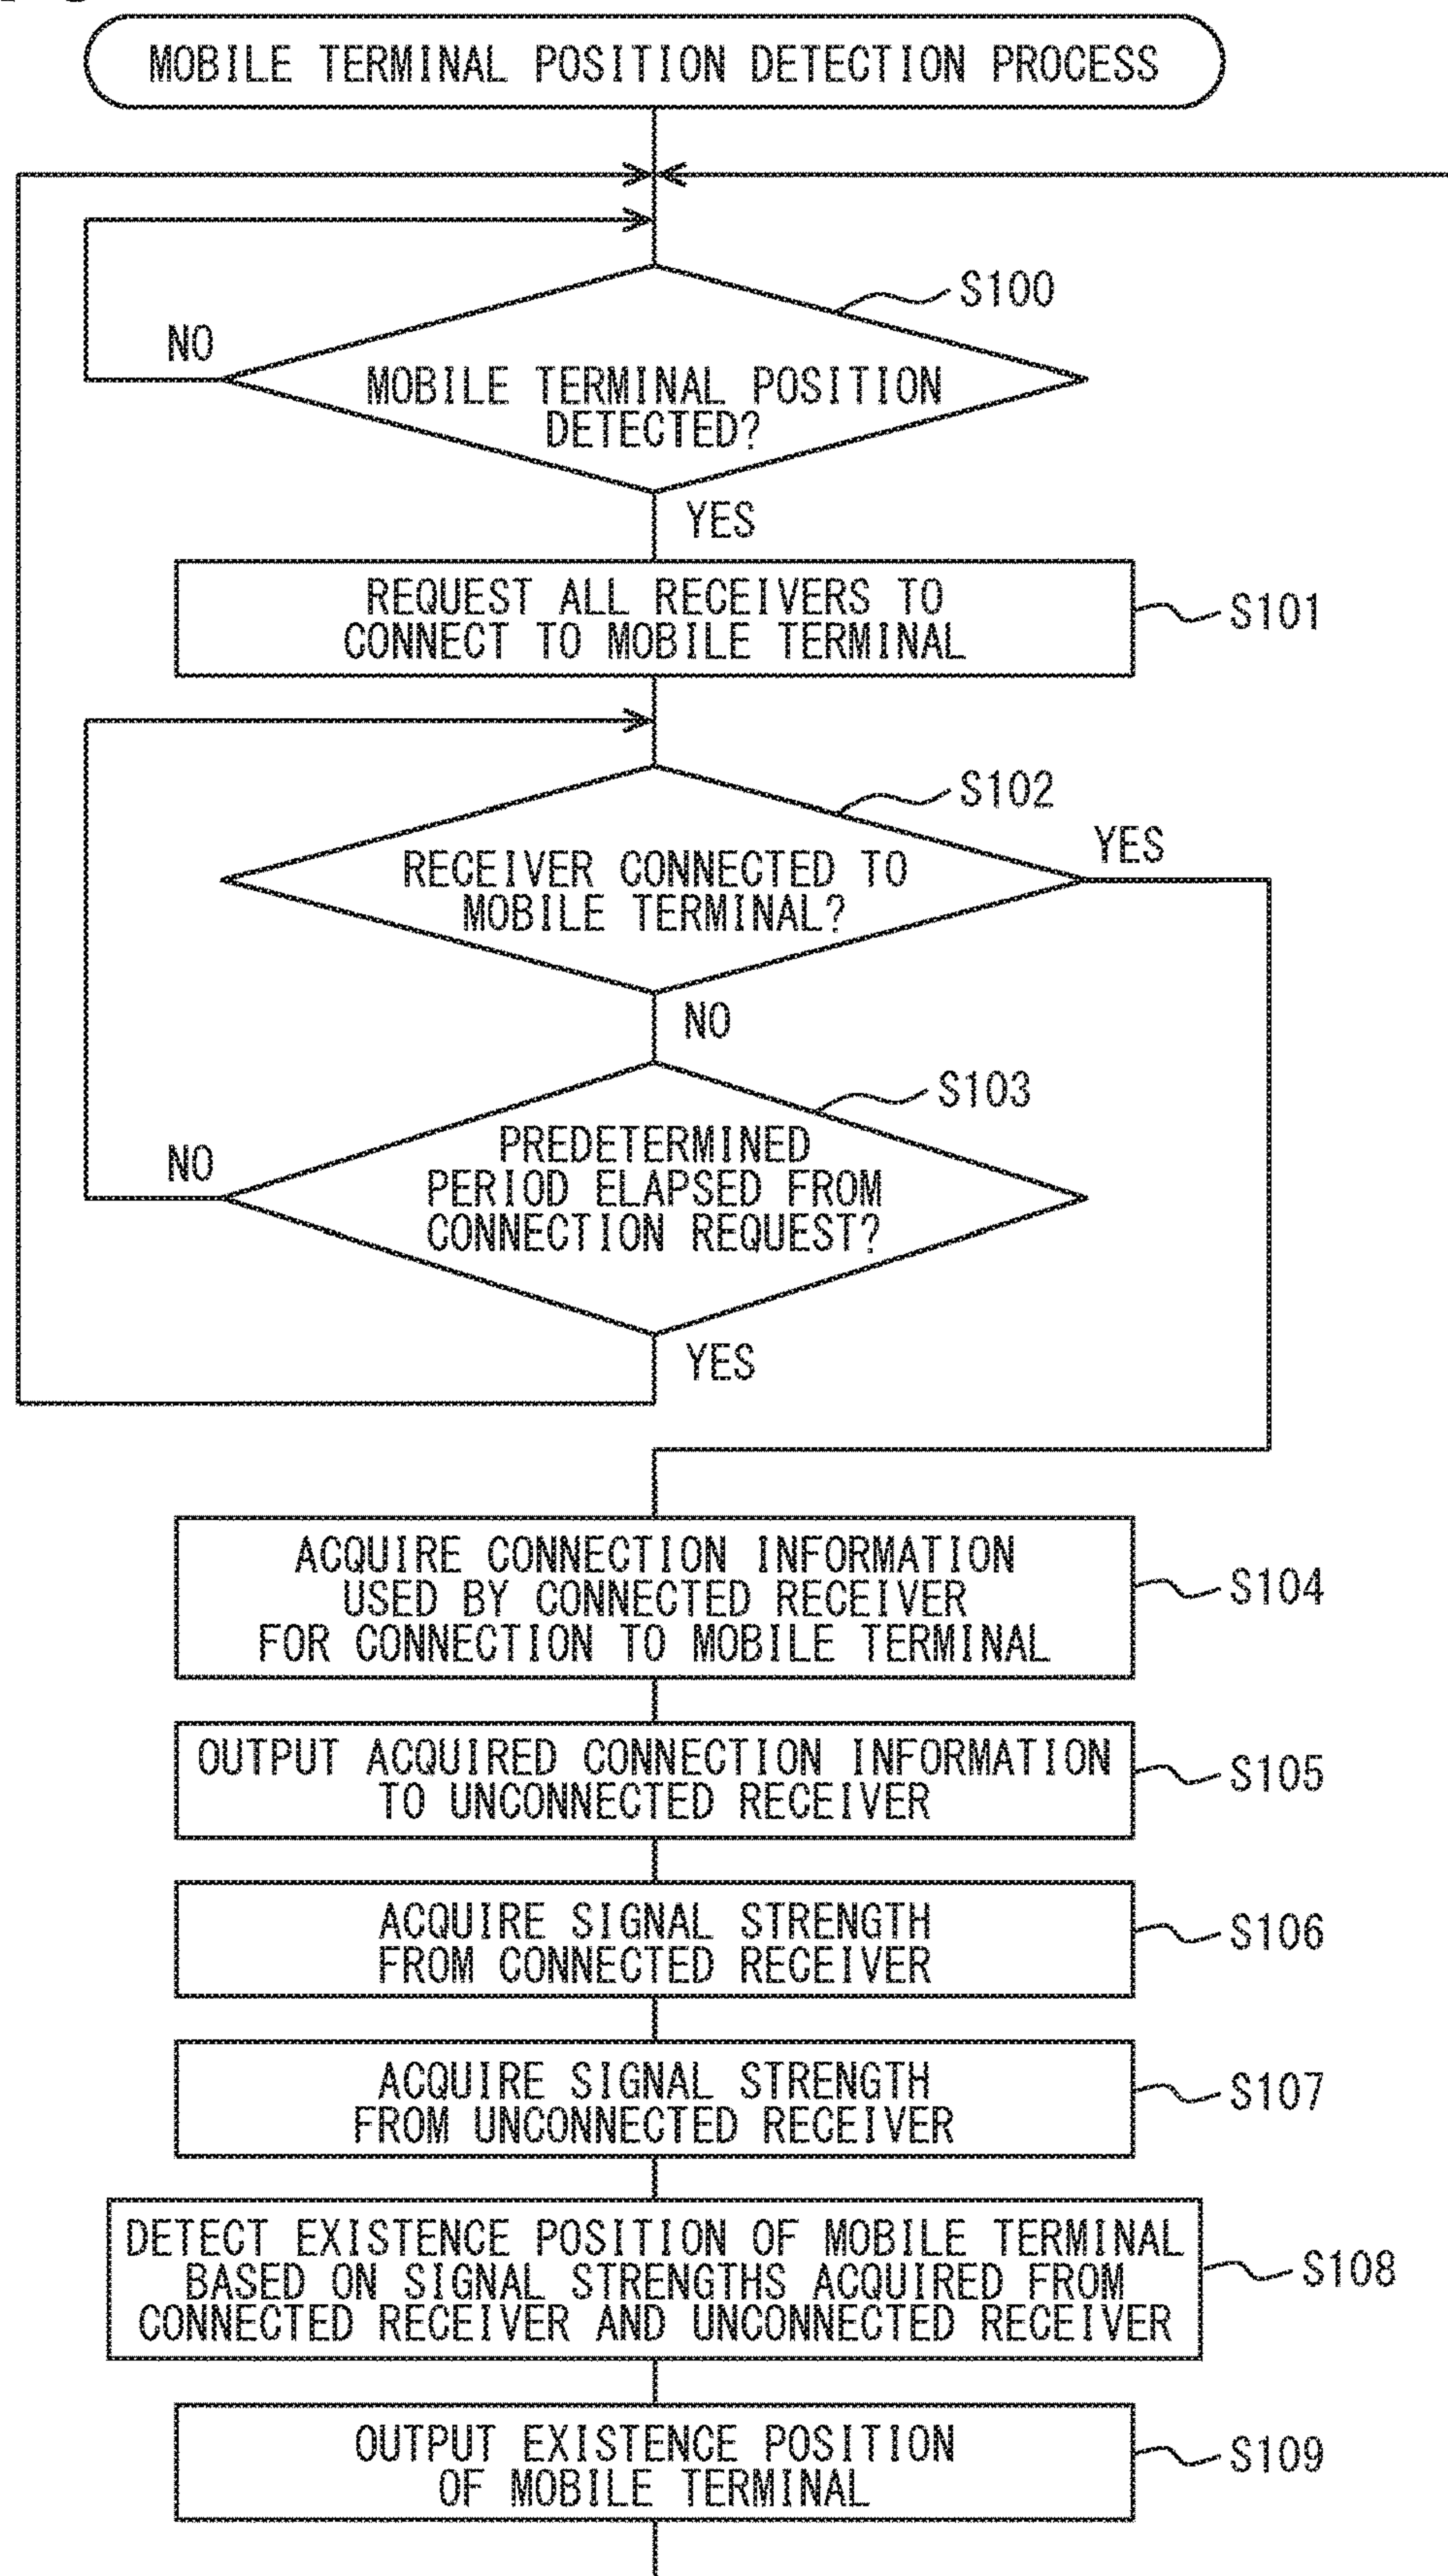 MOBILE TERMINAL POSITION DETECTION PROCESS
S100
NO
MOBILE TERMINAL POSITION
DETECTED?
YES
REQUEST ALL RECEIVERS TO
CONNECT TO MOBILE TERMINAL
S101
S102
YES
RECEIVER CONNECTED TO
MOBILE TERMINAL?
NO
S103
NO
PREDETERMINED
PERIOD ELAPSED FROM
CONNECTION REQUEST?
YES
ACQUIRE CONNECTION INFORMATION
USED BY CONNECTED RECEIVER
FOR CONNECTION TO MOBILE TERMINAL
S104
OUTPUT ACQUIRED CONNECTION INFORMATION
TO UNCONNECTED RECEIVER
S105
ACQUIRE SIGNAL STRENGTH
FROM CONNECTED RECEIVER
S106
ACQUIRE SIGNAL STRENGTH
FROM UNCONNECTED RECEIVER
S107
DETECT EXISTENCE POSITION OF MOBILE TERMINAL
BASED ON SIGNAL STRENGTHS ACQUIRED FROM
CONNECTED RECEIVER AND UNCONNECTED RECEIVER
S108
OUTPUT EXISTENCE POSITION
OF MOBILE TERMINAL
S109